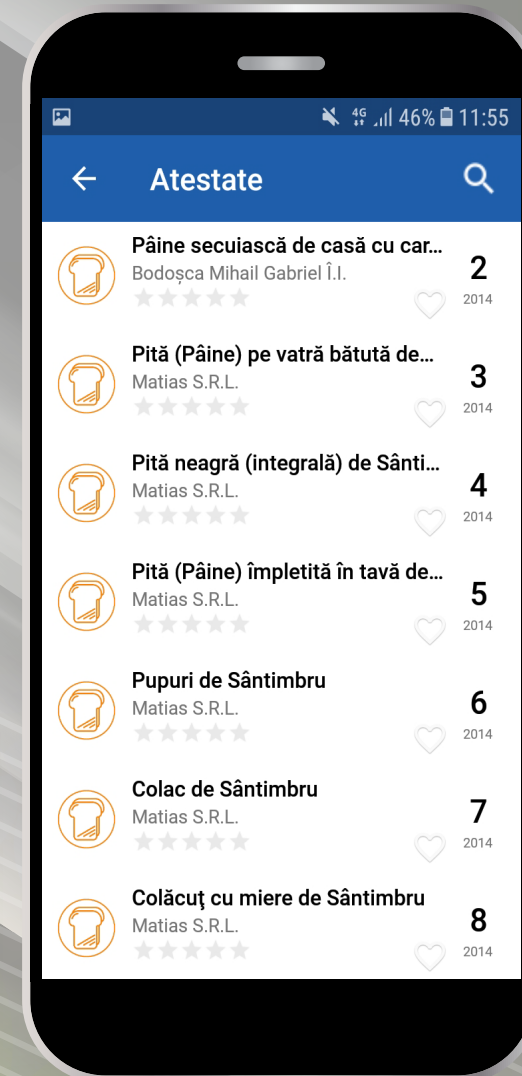 4G 46% 11:55
Atestate
Pâine secuiască de casă cu car...
Bodoșca Mihail Gabriel Î.I.
2
2014
Pită (Pâine) pe vatră bătută de...
Matias S.R.L.
3
2014
Pită neagră (integrală) de Sânti...
Matias S.R.L.
4
2014
Pită (Pâine) împletită în tavă de...
Matias S.R.L.
5
2014
Pupuri de Sântimbru
Matias S.R.L.
6
2014
Colac de Sântimbru
Matias S.R.L.
7
2014
Colăcuţ cu miere de Sântimbru
Matias S.R.L.
8
2014